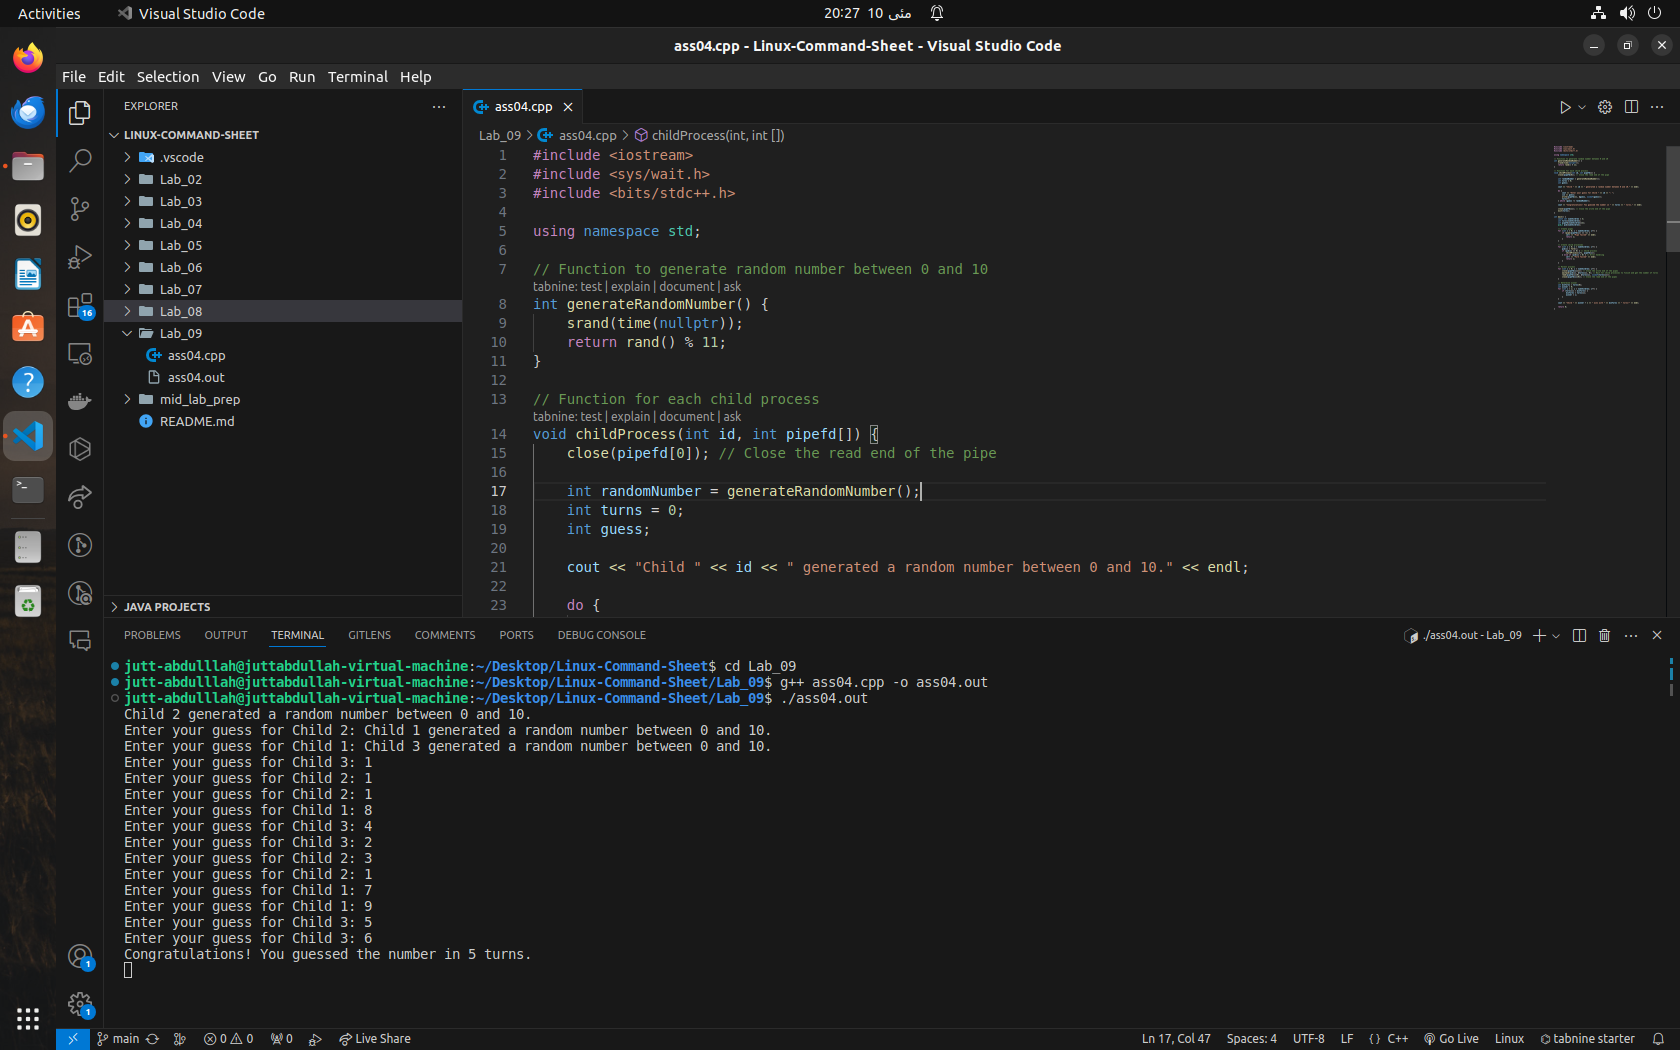 Activities
Visual Studio Code
20:27 10 مئی
ass04.cpp - Linux-Command-Sheet - Visual Studio Code
File Edit Selection View Go Run Terminal Help
EXPLORER
ass04.cpp
LINUX-COMMAND-SHEET
.vscode
Lab_02
Lab_03
Lab_04
Lab_05
Lab_06
Lab_07
Lab_08
Lab_09
ass04.cpp
ass04.out
mid_lab_prep
README.md
JAVA PROJECTS
16
1
1
Lab_09 > ass04.cpp > childProcess(int, int [])
1 #include <iostream>
2 #include <sys/wait.h>
3 #include <bits/stdc++.h>
4
5 using namespace std;
6
7 // Function to generate random number between 0 and 10
tabnine: test | explain | document | ask
8 int generateRandomNumber() {
9 srand(time(nullptr));
10 return rand() % 11;
11 }
12
13 // Function for each child process
tabnine: test | explain | document | ask
14 void childProcess(int id, int pipefd[]) {
15 close(pipefd[0]); // Close the read end of the pipe
16
17 int randomNumber = generateRandomNumber();
18 int turns = 0;
19 int guess;
20
21 cout << "Child " << id << " generated a random number between 0 and 10." << endl;
22
23 do {
PROBLEMS OUTPUT TERMINAL GITLENS COMMENTS PORTS DEBUG CONSOLE
./ass04.out - Lab_09
jutt-abdulllah@juttabdullah-virtual-machine:~/Desktop/Linux-Command-Sheet$ cd Lab_09
jutt-abdulllah@juttabdullah-virtual-machine:~/Desktop/Linux-Command-Sheet/Lab_09$ g++ ass04.cpp -o ass04.out
jutt-abdulllah@juttabdullah-virtual-machine:~/Desktop/Linux-Command-Sheet/Lab_09$ ./ass04.out
Child 2 generated a random number between 0 and 10.
Enter your guess for Child 2: Child 1 generated a random number between 0 and 10.
Enter your guess for Child 1: Child 3 generated a random number between 0 and 10.
Enter your guess for Child 3: 1
Enter your guess for Child 2: 1
Enter your guess for Child 2: 1
Enter your guess for Child 1: 8
Enter your guess for Child 3: 4
Enter your guess for Child 3: 2
Enter your guess for Child 2: 3
Enter your guess for Child 2: 1
Enter your guess for Child 1: 7
Enter your guess for Child 1: 9
Enter your guess for Child 3: 5
Enter your guess for Child 3: 6
Congratulations! You guessed the number in 5 turns.
main 0 0 0 Live Share
Ln 17, Col 47 Spaces: 4 UTF-8 LF {} C++ Go Live Linux tabnine starter